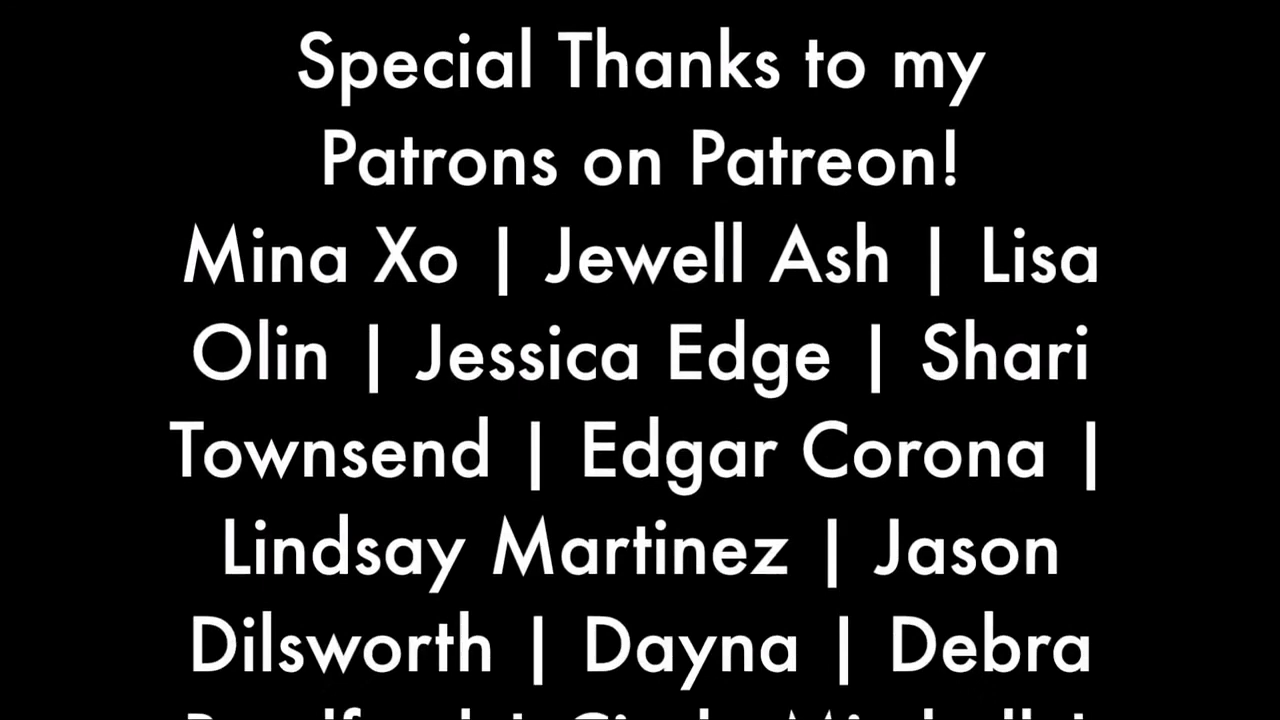 Special Thanks to my
Patrons on Patreon!
Mina Xo | Jewell Ash | Lisa
Olin | Jessica Edge | Shari
Townsend | Edgar Corona |
Lindsay Martinez | Jason
Dilsworth | Dayna | Debra